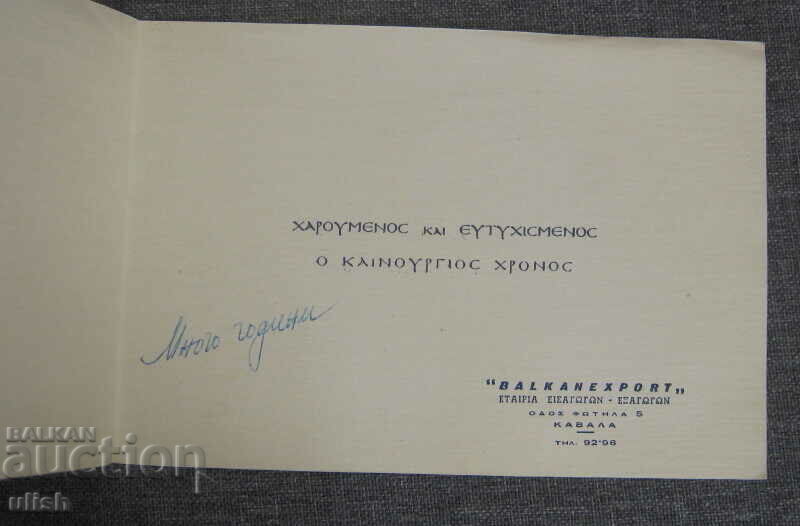 ΧΑΡΟΥΜΕΝΟϹ ΚΑΙ ΕΥΤΥΧΙϹΜΕΝΟϹ
Ο ΚΑΙΝΟΥΡΓΙΟϹ ΧΡΟΝΟϹ
Много години
"BALKANEXPORT„
ΕΤΑΙΡΙΑ ΕΙΣΑΓΩΓΩΝ - ΕΞΑΓΩΓΩΝ
ΟΔΟΣ ΦΩΤΗΛΑ 5
ΚΑΒΑΛΑ
ΤΗΛ. 92-96
BALKAN
auction
ulish